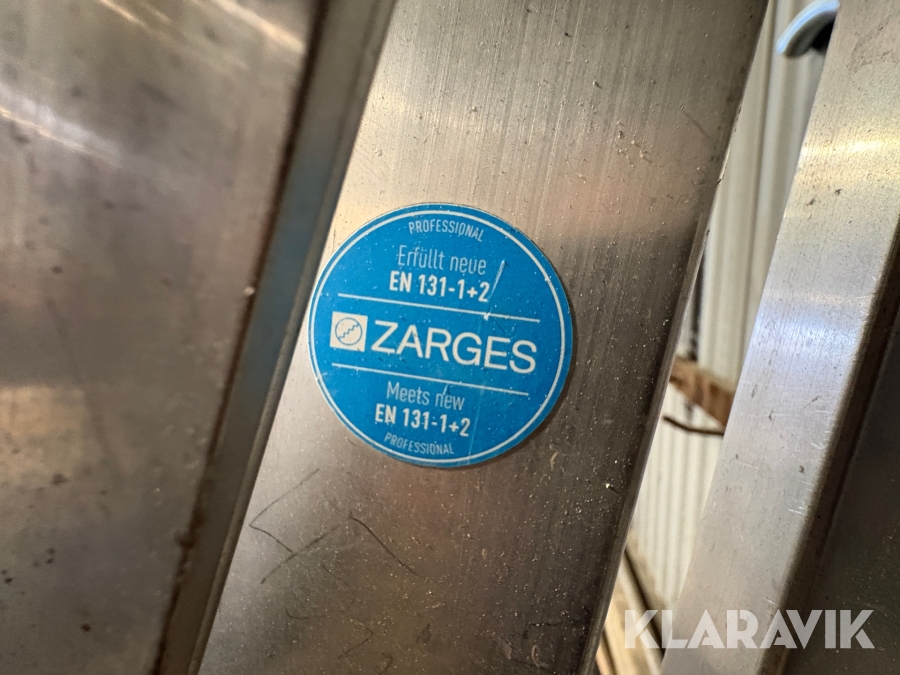 PROFESSIONAL
Erfüllt neue
EN 131-1+2
ZARGES
Meets new
EN 131-1+2
PROFESSIONAL
KLARAVIK